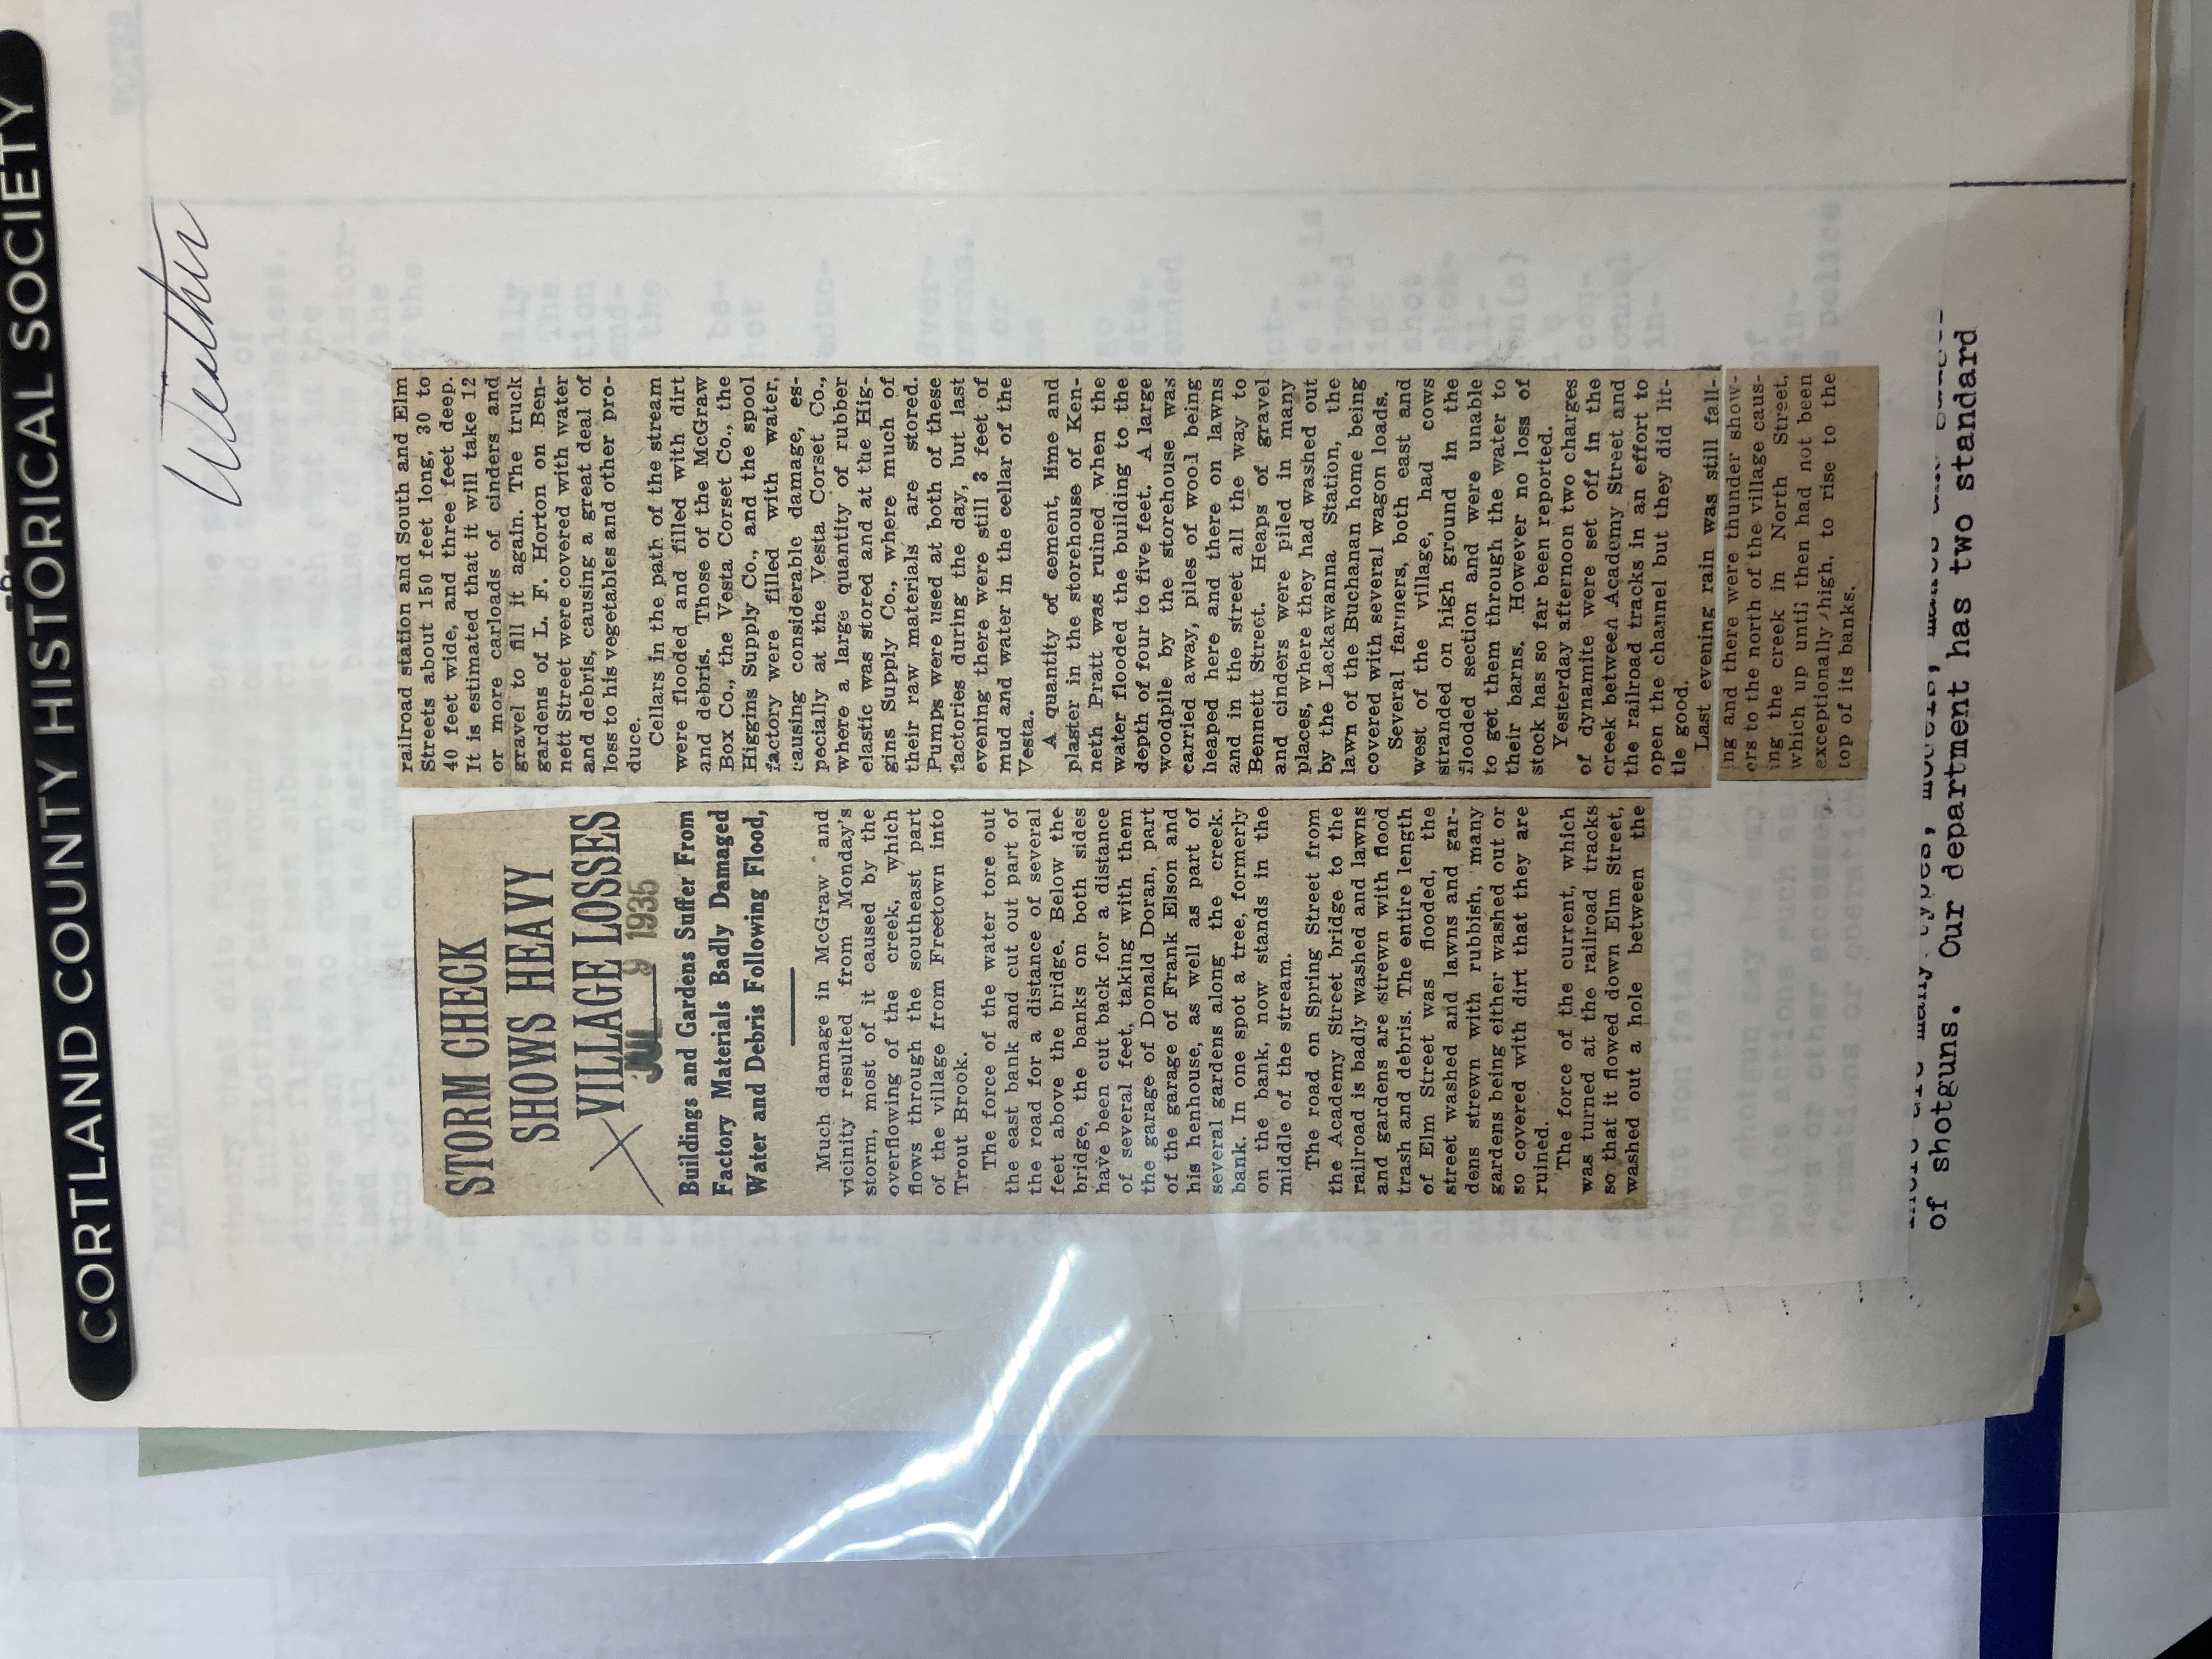 CORTLAND COUNTY HISTORICAL SOCIETY
Weather
STORM CHECK
SHOWS HEAVY
VILLAGE LOSSES
JUL 9 1935
Buildings and Gardens Suffer From
Factory Materials Badly Damaged
Water and Debris Following Flood,
Much damage in McGraw and
vicinity resulted from Monday's
storm, most of it caused by the
overflowing of the creek, which
flows through the southeast part
of the village from Freetown into
Trout Brook.
The force of the water tore out
the east bank and cut out part of
the road for a distance of several
feet above the bridge. Below the
bridge, the banks on both sides
have been cut back for a distance
of several feet, taking with them
the garage of Donald Doran, part
of the garage of Frank Elson and
his henhouse, as well as part of
several gardens along the creek.
bank. In one spot a tree, formerly
on the bank, now stands in the
middle of the stream.
The road on Spring Street from
the Academy Street bridge to the
railroad is badly washed and lawns
and gardens are strewn with flood
trash and debris. The entire length
of Elm Street was flooded, the
street washed and lawns and gar-
dens strewn with rubbish, many
gardens being either washed out or
so covered with dirt that they are
ruined.
The force of the current, which
was turned at the railroad tracks
so that it flowed down Elm Street,
washed out a hole between the
railroad station and South and Elm
Streets about 150 feet long, 30 to
40 feet wide, and three feet deep.
It is estimated that it will take 12
or more carloads of cinders and
gravel to fill it again. The truck
gardens of L. F. Horton on Ben-
nett Street were covered with water
and debris, causing a great deal of
loss to his vegetables and other pro-
duce.
Cellars in the path of the stream
were flooded and filled with dirt
and debris. Those of the McGraw
Box Co., the Vesta Corset Co., the
Higgins Supply Co., and the spool
factory were filled with water,
causing considerable damage, es-
pecially at the Vesta Corset Co.,
where a large quantity of rubber
elastic was stored and at the Hig-
gins Supply Co., where much of
their raw materials are stored.
Pumps were used at both of these
factories during the day, but last
evening there were still 3 feet of
mud and water in the cellar of the
Vesta.
A quantity of cement, lime and
plaster in the storehouse of Ken-
neth Pratt was ruined when the
water flooded the building to the
depth of four to five feet. A large
woodpile by the storehouse was
carried away, piles of wood being
heaped here and there on lawns
and in the street all the way to
Bennett Street. Heaps of gravel
and cinders were piled in many
places, where they had washed out
by the Lackawanna Station, the
lawn of the Buchanan home being
covered with several wagon loads.
Several farmers, both east and
west of the village, had cows
stranded on high ground in the
flooded section and were unable
to get them through the water to
their barns. However no loss of
stock has so far been reported.
Yesterday afternoon two charges
of dynamite were set off in the
creek between Academy Street and
the railroad tracks in an effort to
open the channel but they did lit-
tle good.
Last evening rain was still fall-
ing and there were thunder show-
ers to the north of the village caus-
ing the creek in North Street,
which up until then had not been
exceptionally high, to rise to the
top of its banks.
of shotguns. Our department has two standard